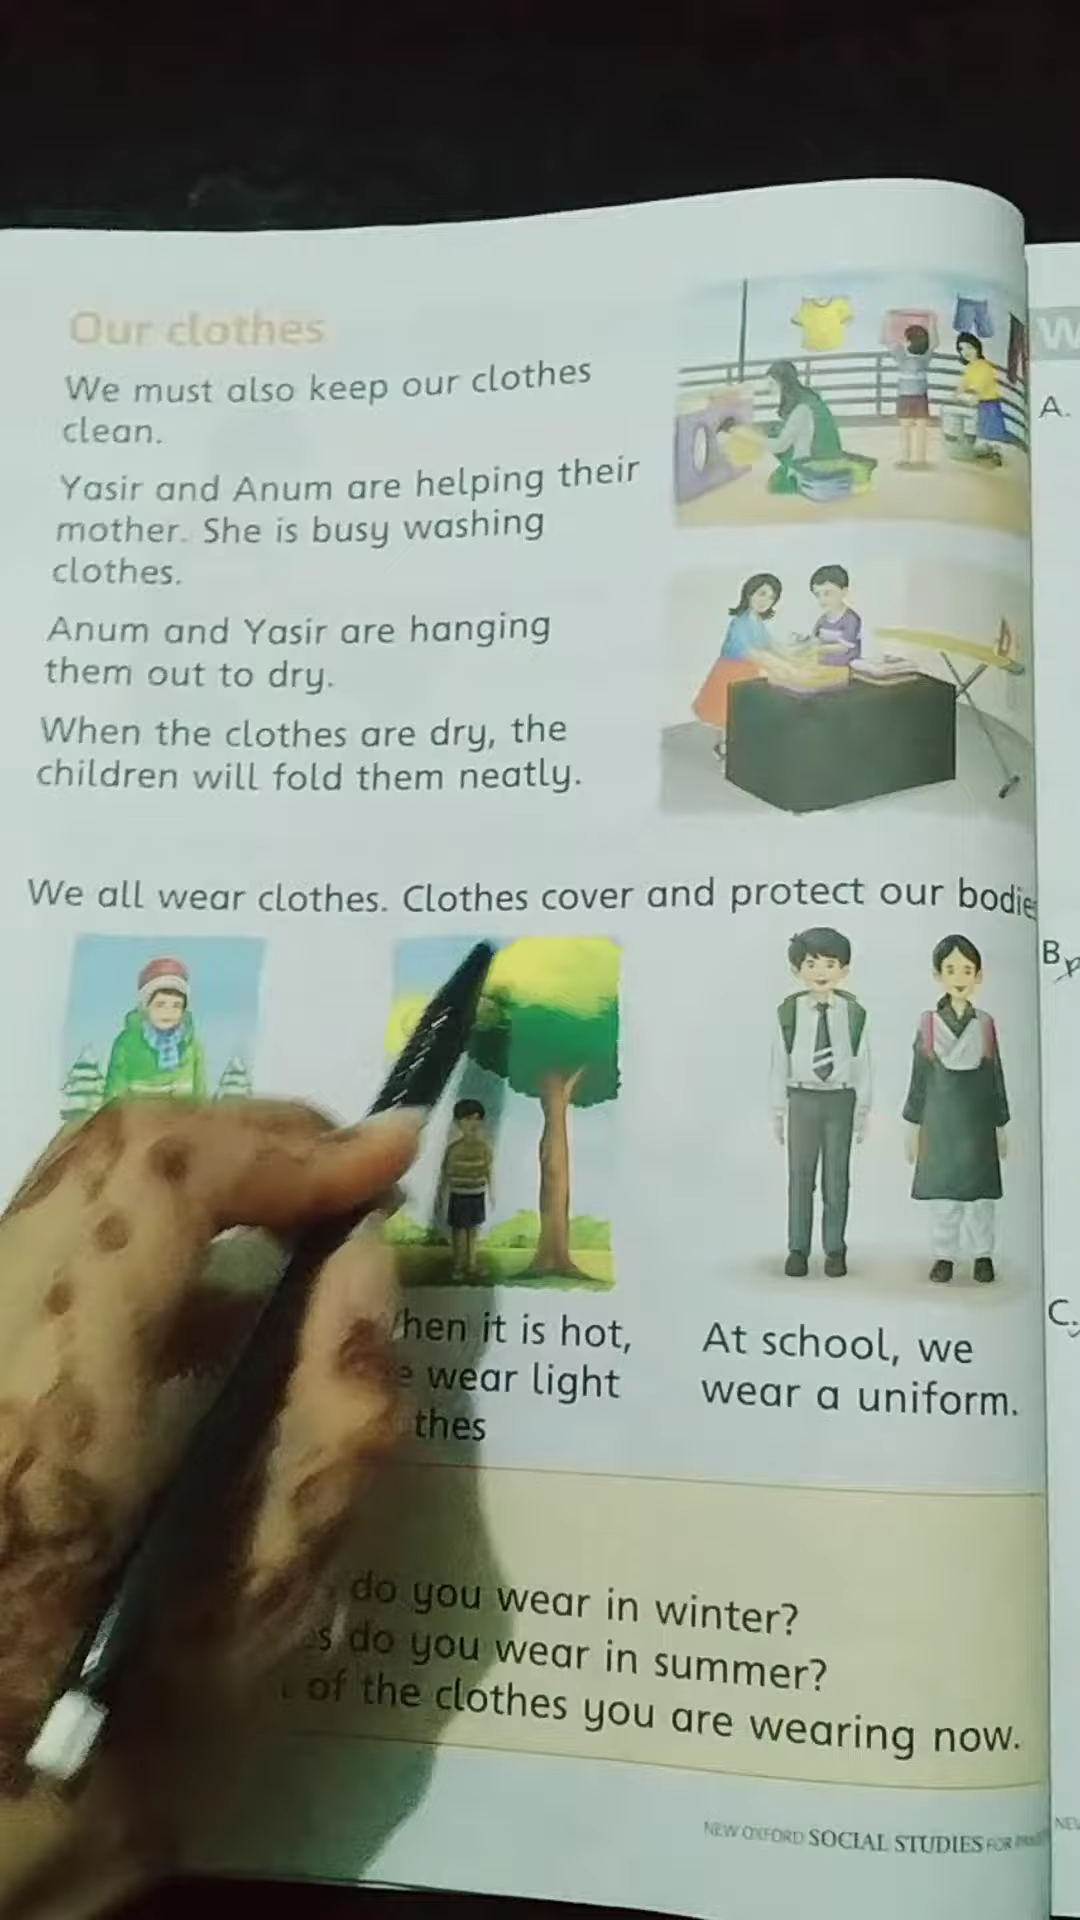 Our clothes
We must also keep our clothes
clean.
Yasir and Anum are helping their
mother. She is busy washing
clothes.
Anum and Yasir are hanging
them out to dry.
When the clothes are dry, the
children will fold them neatly.
We all wear clothes. Clothes cover and protect our bodie
hen it is hot,
e wear light
thes
At school, we
wear a uniform.
do you wear in winter?
es do you wear in summer?
of the clothes you are wearing now.
NEW OXFORD SOCIAL STUDIES FOR
W
A.
B.
C.